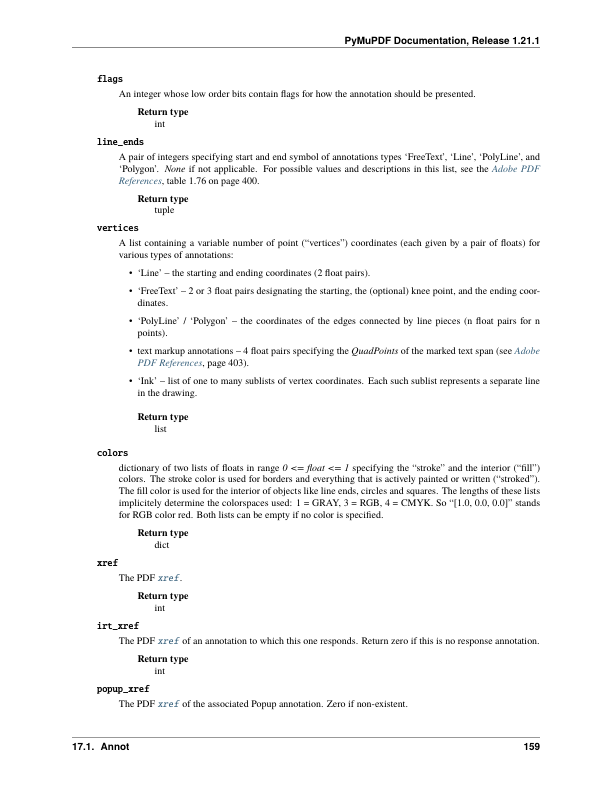 PyMuPDF Documentation, Release 1.21.1
flags
An integer whose low order bits contain flags for how the annotation should be presented.
Return type
int
line_ends
A pair of integers specifying start and end symbol of annotations types ‘FreeText’, ‘Line’, ‘PolyLine’, and
‘Polygon’. None if not applicable. For possible values and descriptions in this list, see the Adobe PDF
References, table 1.76 on page 400.
Return type
tuple
vertices
A list containing a variable number of point (“vertices”) coordinates (each given by a pair of floats) for
various types of annotations:
• ‘Line’ – the starting and ending coordinates (2 float pairs).
• ‘FreeText’ – 2 or 3 float pairs designating the starting, the (optional) knee point, and the ending coor-
dinates.
• ‘PolyLine’ / ‘Polygon’ – the coordinates of the edges connected by line pieces (n float pairs for n
points).
• text markup annotations – 4 float pairs specifying the QuadPoints of the marked text span (see Adobe
PDF References, page 403).
• ‘Ink’ – list of one to many sublists of vertex coordinates. Each such sublist represents a separate line
in the drawing.
Return type
list
colors
dictionary of two lists of floats in range 0 <= float <= 1 specifying the “stroke” and the interior (“fill”)
colors. The stroke color is used for borders and everything that is actively painted or written (“stroked”).
The fill color is used for the interior of objects like line ends, circles and squares. The lengths of these lists
implicitely determine the colorspaces used: 1 = GRAY, 3 = RGB, 4 = CMYK. So “[1.0, 0.0, 0.0]” stands
for RGB color red. Both lists can be empty if no color is specified.
Return type
dict
xref
The PDF xref.
Return type
int
irt_xref
The PDF xref of an annotation to which this one responds. Return zero if this is no response annotation.
Return type
int
popup_xref
The PDF xref of the associated Popup annotation. Zero if non-existent.
17.1. Annot 159